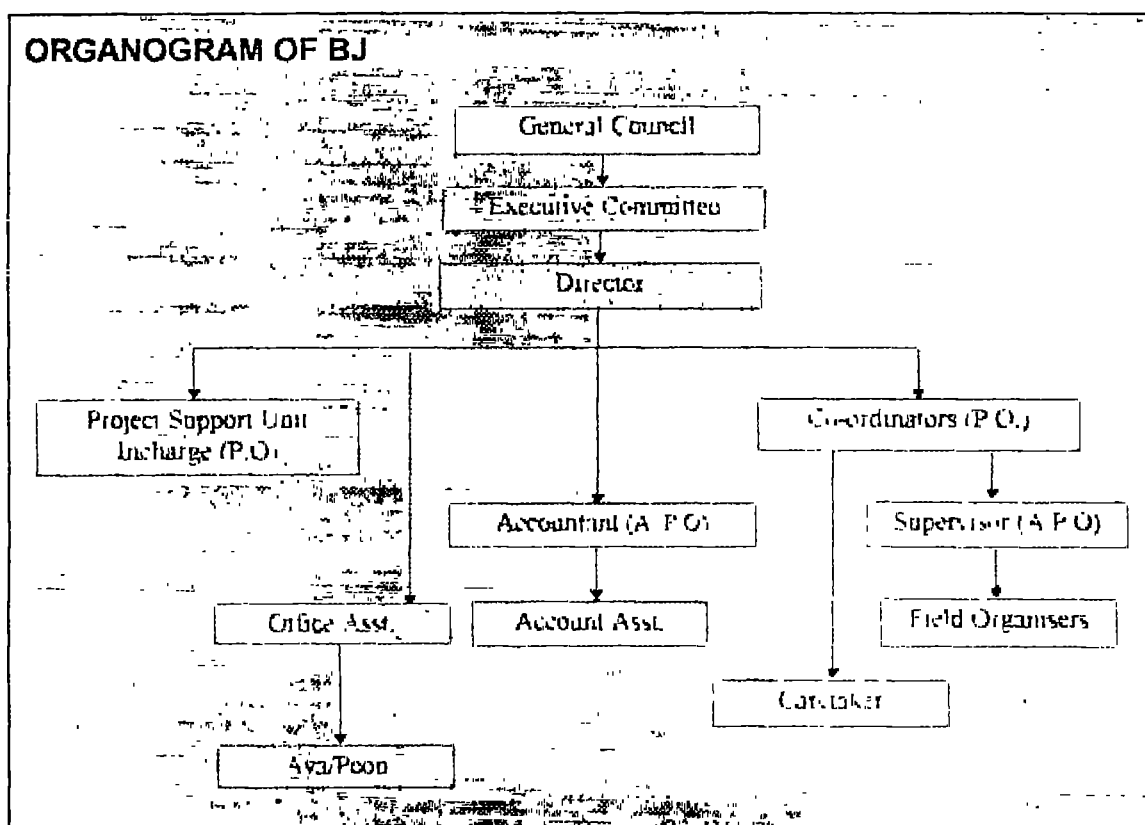 ORGANOGRAM OF BJ
General Council
Executive Committee
Director
Project Support Unit
Incharge (P.O)
Co-ordinators (P.O.)
Accountant (A.P.O)
Supervisor (A.P.O)
Office Asst.
Account Asst.
Field Organisers
Caretaker
Aya/Peon